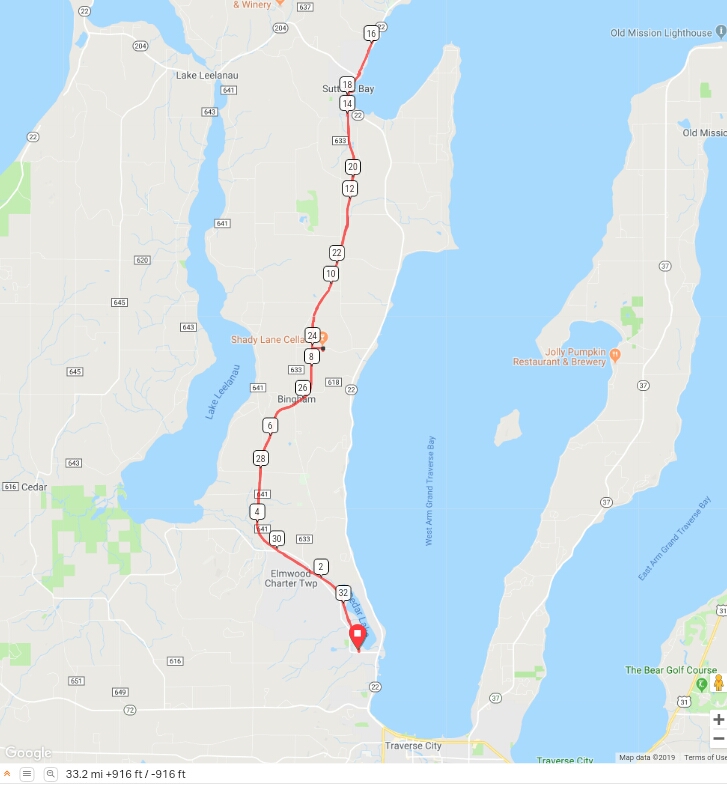 & Winery
637
22
204
204
22
16
Old Mission Lighthouse
Lake Leelanau
641
18
Sutt
Bay
643
14
22
22
633
Old Missio
20
12
641
22
620
37
10
645
643
24
Shady Lane Cella
8
Jolly Pumpkin
Restaurant & Brewery
633
645
618
26
641
22
37
Lake Leelanau
Bingham
6
West Arm Grand Traverse Bay
28
643
616
Cedar
641
37
East Arm Grand Traverse Bay
4
641
30
633
2
Elmwood
Charter Twp
32
31
616
The Bear Golf Course
651
22
649
37
31
72
Traverse City
Google
Map data ©2019
Terms of Use
Traverse City
33.2 mi +916 ft / -916 ft